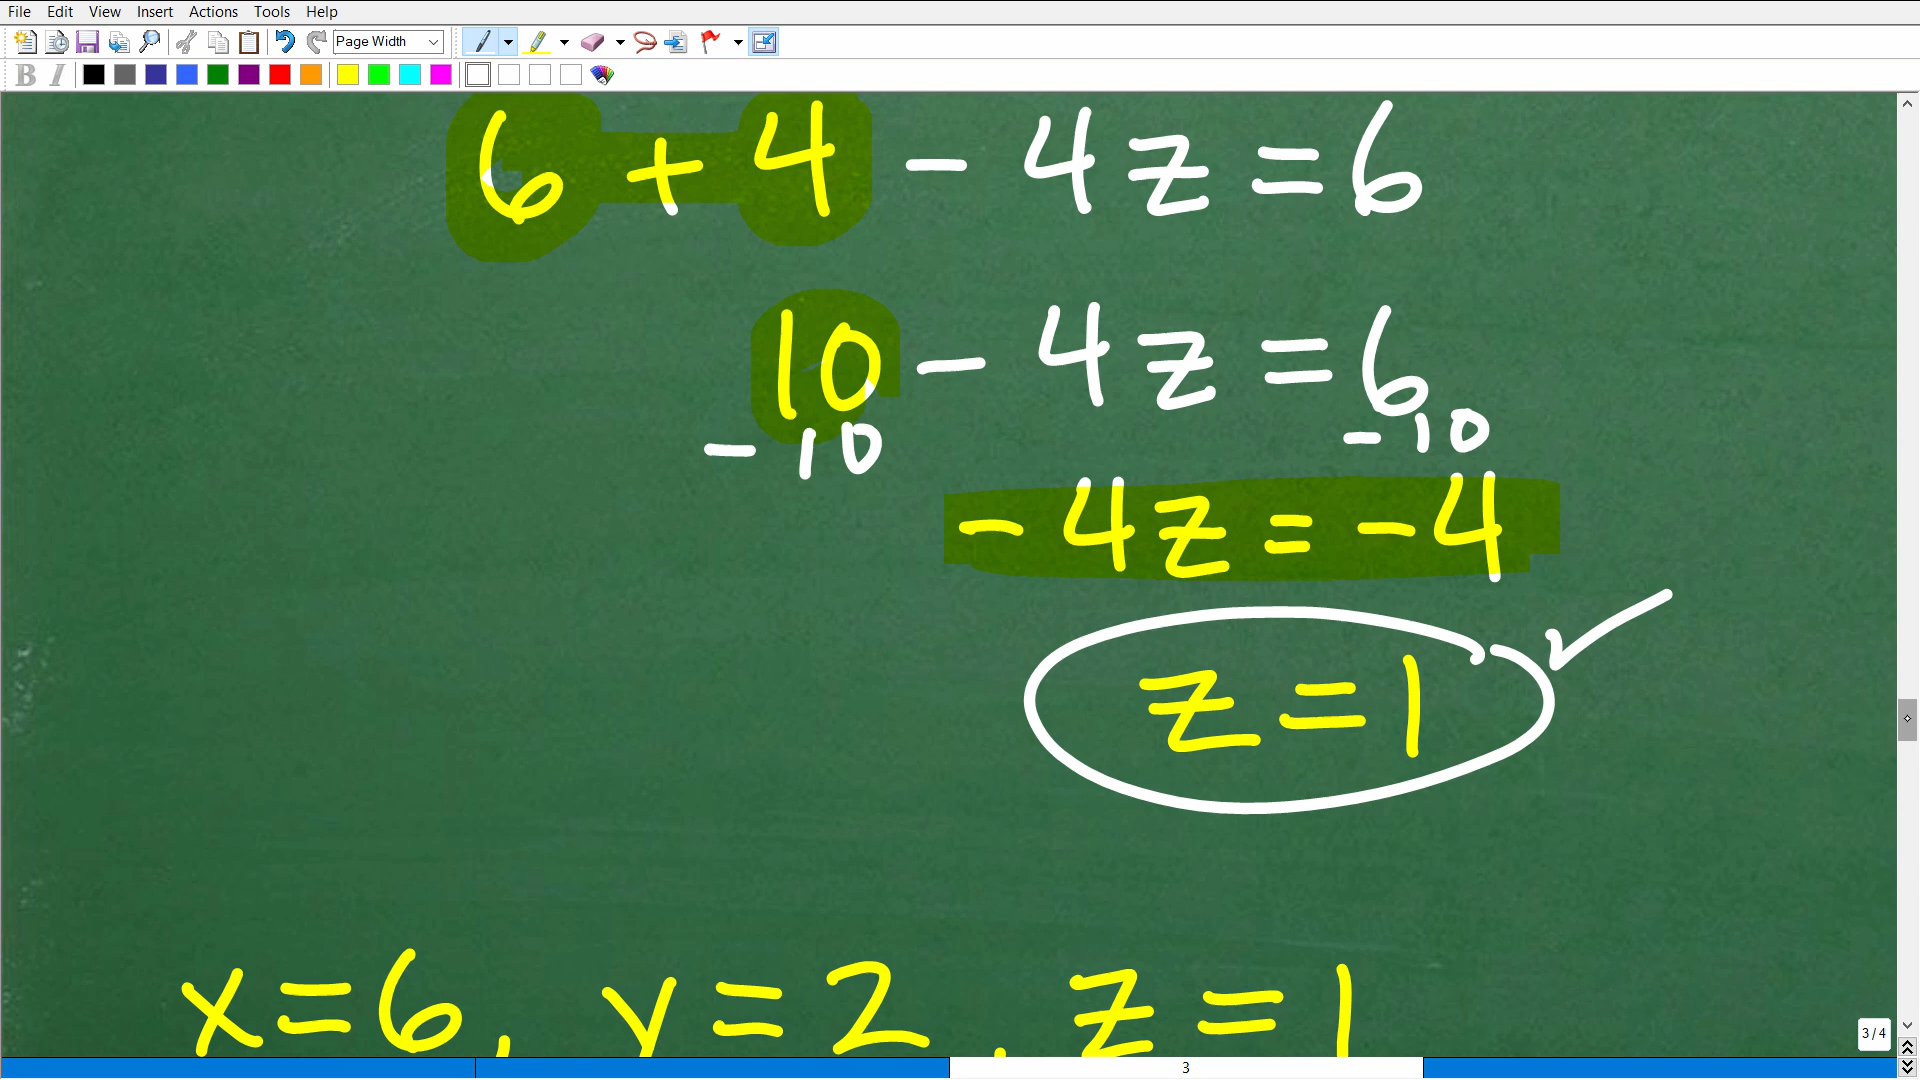 File Edit View Insert Actions Tools Help
Page Width
B I
6 + 4 - 4z = 6
10 - 4z = 6
- 10 - 10
- 4z = - 4
z = 1
x = 6, y = 2, z = 1
3 / 4
3